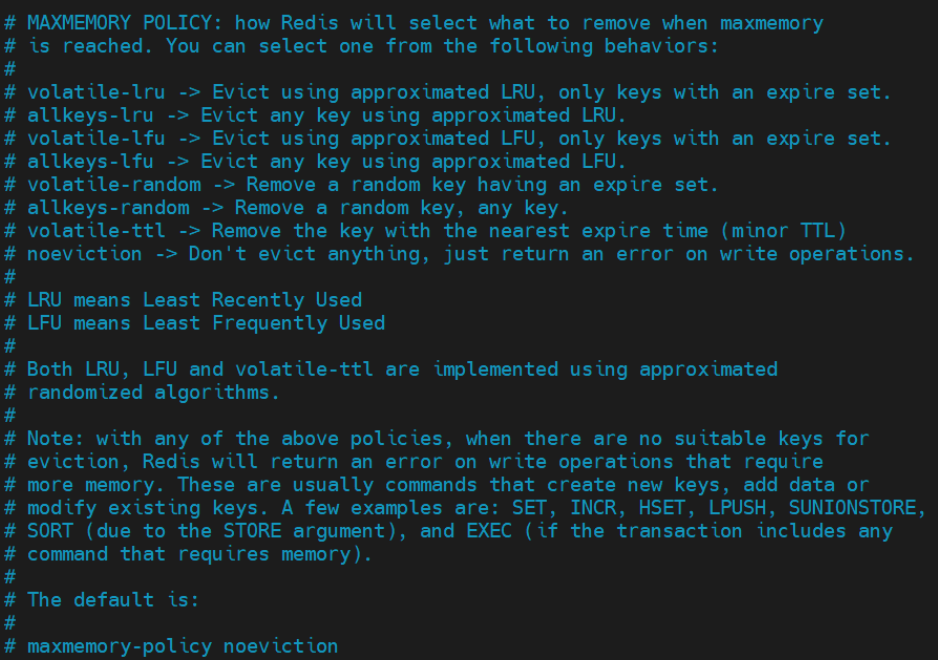 # MAXMEMORY POLICY: how Redis will select what to remove when maxmemory
# is reached. You can select one from the following behaviors:
#
# volatile-lru -> Evict using approximated LRU, only keys with an expire set.
# allkeys-lru -> Evict any key using approximated LRU.
# volatile-lfu -> Evict using approximated LFU, only keys with an expire set.
# allkeys-lfu -> Evict any key using approximated LFU.
# volatile-random -> Remove a random key having an expire set.
# allkeys-random -> Remove a random key, any key.
# volatile-ttl -> Remove the key with the nearest expire time (minor TTL)
# noeviction -> Don't evict anything, just return an error on write operations.
#
# LRU means Least Recently Used
# LFU means Least Frequently Used
#
# Both LRU, LFU and volatile-ttl are implemented using approximated
# randomized algorithms.
#
# Note: with any of the above policies, when there are no suitable keys for
# eviction, Redis will return an error on write operations that require
# more memory. These are usually commands that create new keys, add data or
# modify existing keys. A few examples are: SET, INCR, HSET, LPUSH, SUNIONSTORE,
# SORT (due to the STORE argument), and EXEC (if the transaction includes any
# command that requires memory).
#
# The default is:
#
# maxmemory-policy noeviction